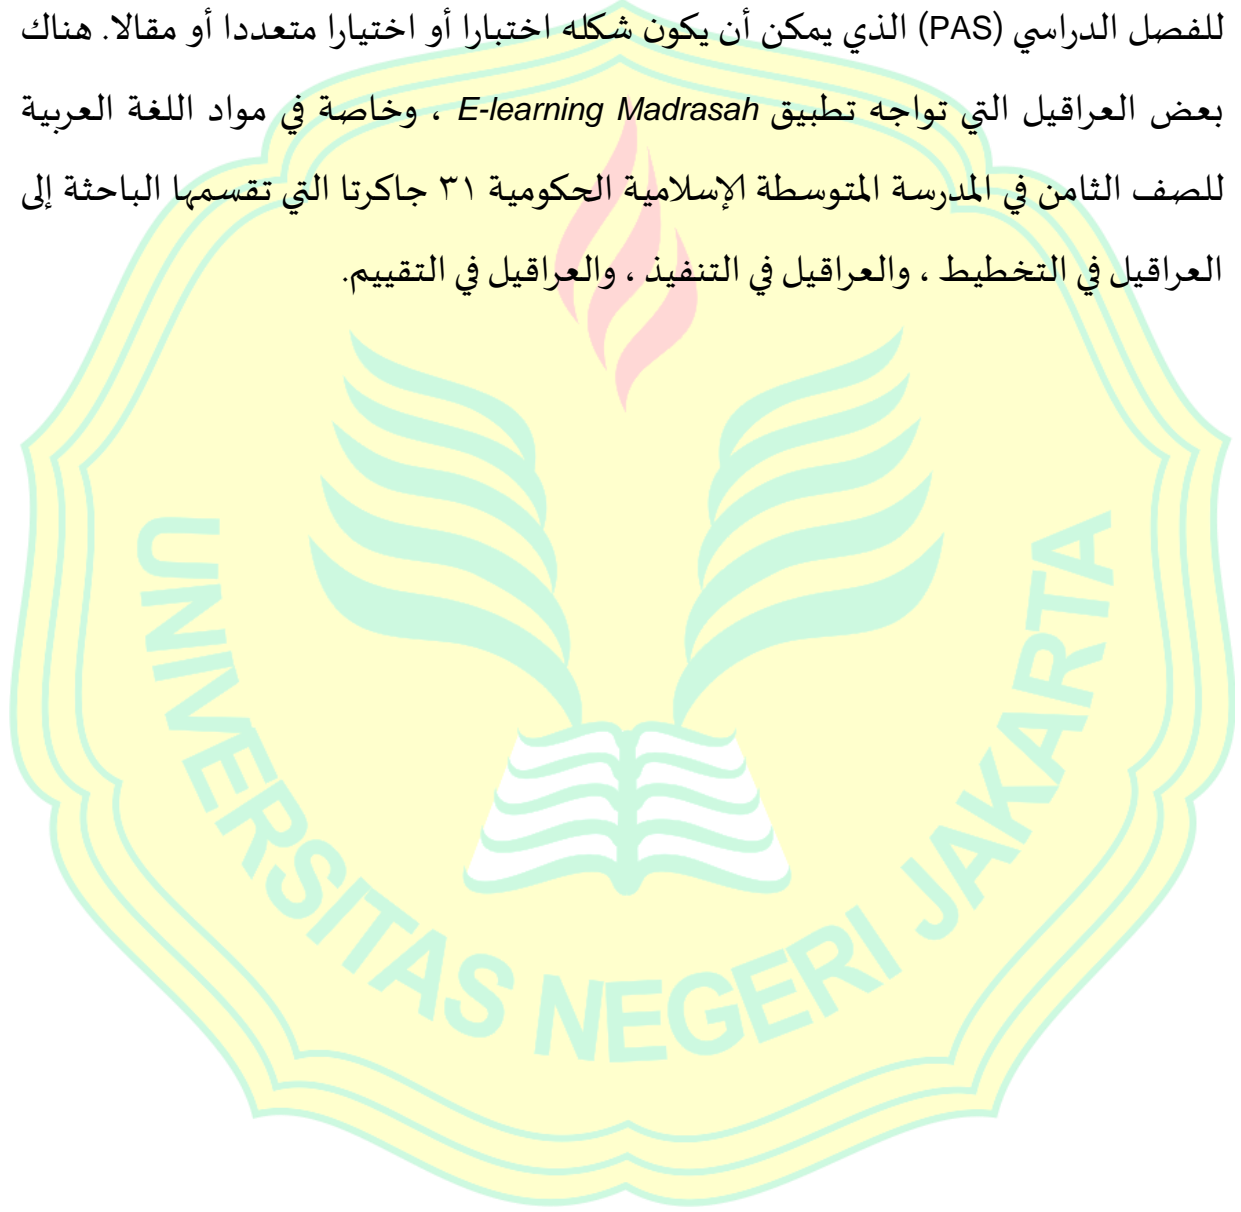 للفصل الدراسي (PAS) الذي يمكن أن يكون شكله اختبارا أو اختيارا متعددا أو مقالا. هناك
بعض العراقيل التي تواجه تطبيق E-learning Madrasah ، وخاصة في مواد اللغة العربية
للصف الثامن في المدرسة المتوسطة الإسلامية الحكومية ٣١ جاكرتا التي تقسمها الباحثة إلى
العراقيل في التخطيط ، والعراقيل في التنفيذ ، والعراقيل في التقييم.
UNIVERSITAS NEGERI JAKARTA